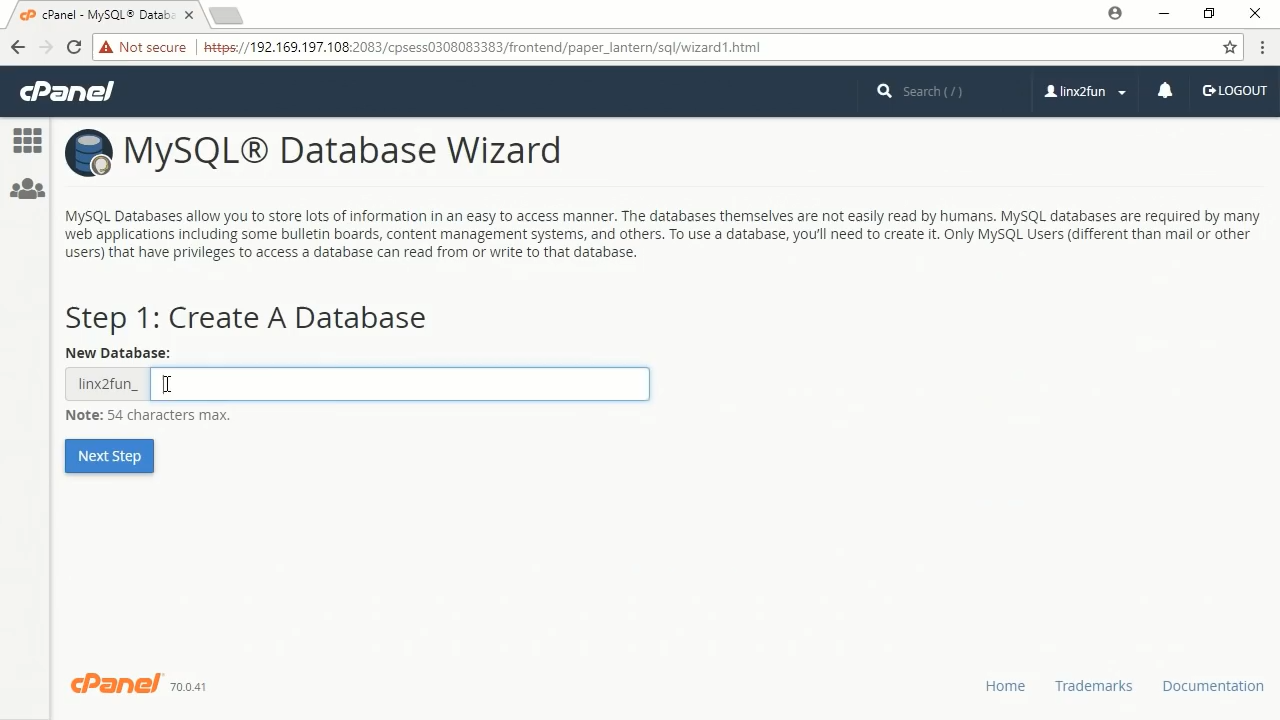 cPanel - MySQL® Databa
Not secure https://192.169.197.108:2083/cpsess0308083383/frontend/paper_lantern/sql/wizard1.html
cPanel Search ( / ) linx2fun LOGOUT
MySQL® Database Wizard
MySQL Databases allow you to store lots of information in an easy to access manner. The databases themselves are not easily read by humans. MySQL databases are required by many
web applications including some bulletin boards, content management systems, and others. To use a database, you’ll need to create it. Only MySQL Users (different than mail or other
users) that have privileges to access a database can read from or write to that database.
Step 1: Create A Database
New Database:
linx2fun_
Note: 54 characters max.
Next Step
cPanel 70.0.41 Home Trademarks Documentation